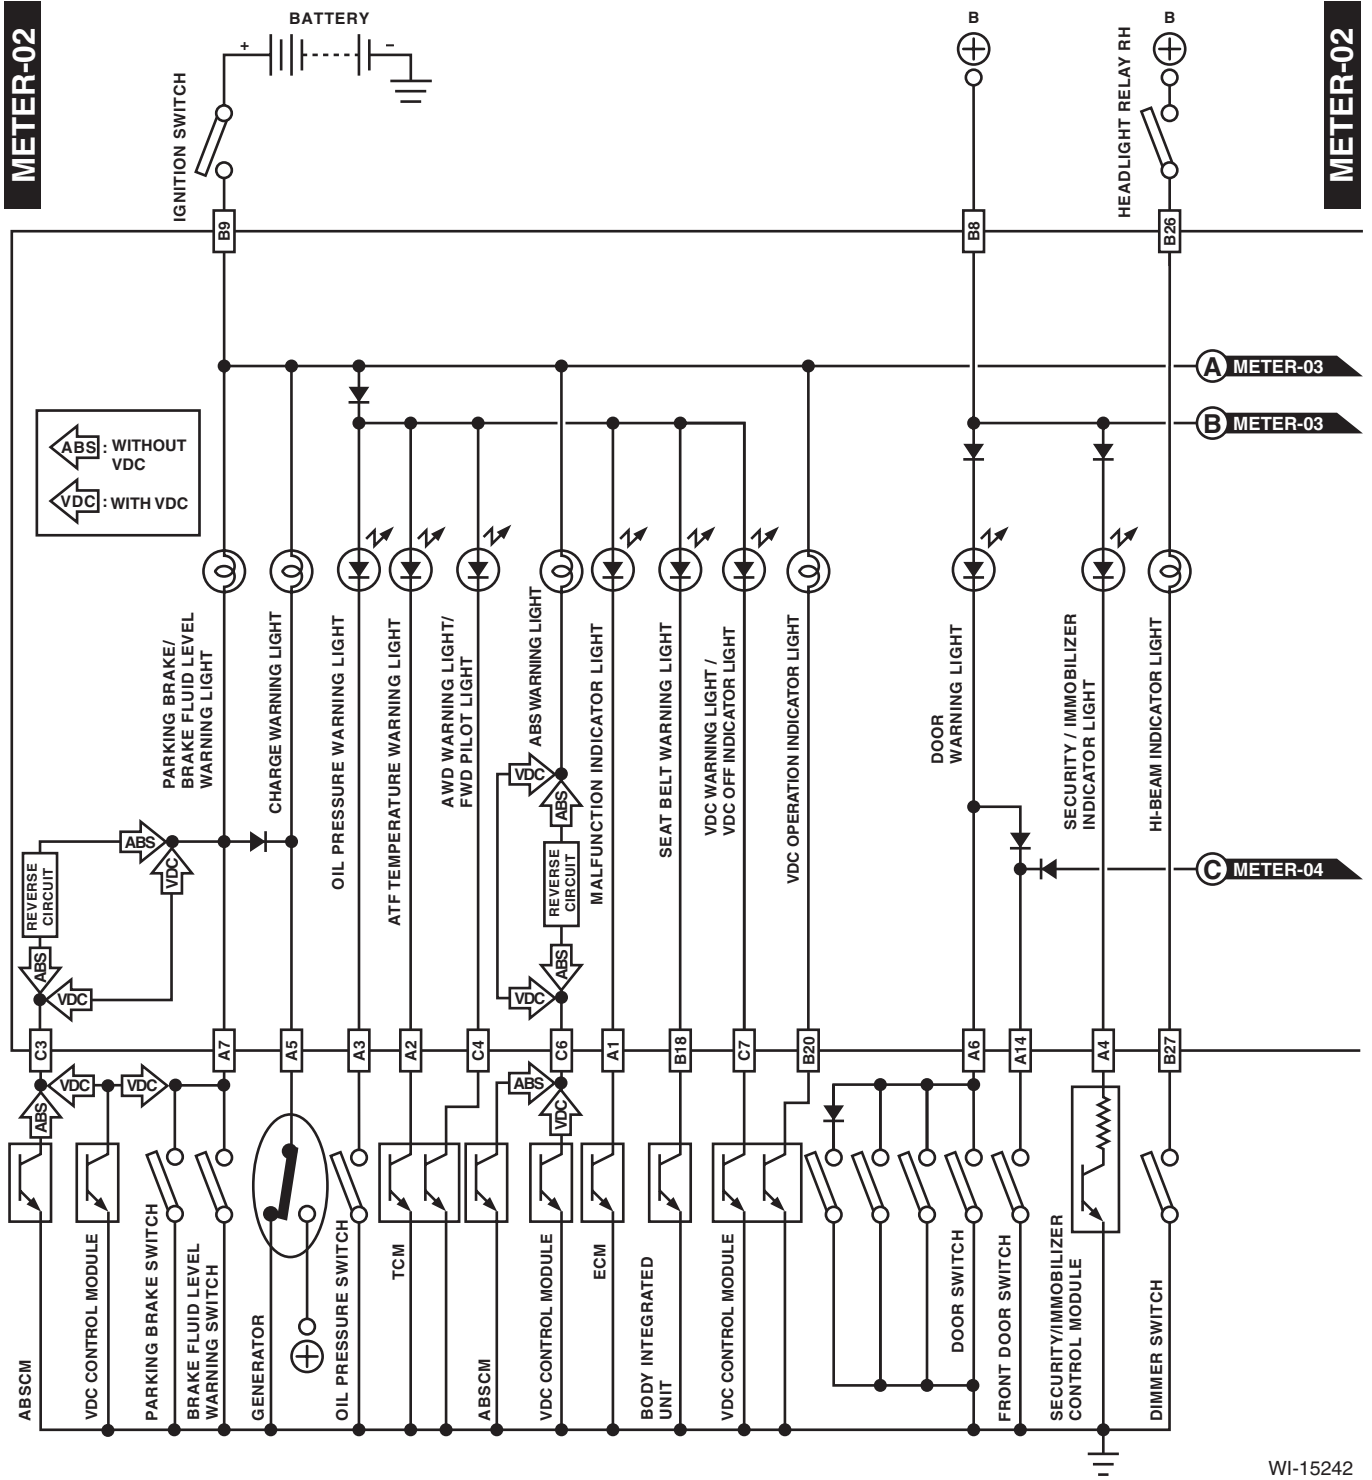 METER-02
METER-02
BATTERY
+
–
B
B
IGNITION SWITCH
HEADLIGHT RELAY RH
B9
B8
B26
A METER-03
B METER-03
ABS : WITHOUT
VDC
VDC : WITH VDC
PARKING BRAKE/
BRAKE FLUID LEVEL
WARNING LIGHT
CHARGE WARNING LIGHT
OIL PRESSURE WARNING LIGHT
ATF TEMPERATURE WARNING LIGHT
AWD WARNING LIGHT/
FWD PILOT LIGHT
ABS WARNING LIGHT
MALFUNCTION INDICATOR LIGHT
SEAT BELT WARNING LIGHT
VDC WARNING LIGHT /
VDC OFF INDICATOR LIGHT
VDC OPERATION INDICATOR LIGHT
DOOR
WARNING LIGHT
SECURITY / IMMOBILIZER
INDICATOR LIGHT
HI-BEAM INDICATOR LIGHT
VDC
ABS
ABS
VDC
REVERSE
CIRCUIT
REVERSE
CIRCUIT
C METER-04
ABS
VDC
ABS
VDC
C3
A7
A5
A3
A2
C4
C6
A1
B18
C7
B20
A6
A14
A4
B27
VDC
VDC
ABS
ABS
VDC
ABSCM
VDC CONTROL MODULE
PARKING BRAKE SWITCH
BRAKE FLUID LEVEL
WARNING SWITCH
GENERATOR
OIL PRESSURE SWITCH
TCM
ABSCM
VDC CONTROL MODULE
ECM
BODY INTEGRATED
UNIT
VDC CONTROL MODULE
DOOR SWITCH
FRONT DOOR SWITCH
SECURITY/IMMOBILIZER
CONTROL MODULE
DIMMER SWITCH
WI-15242